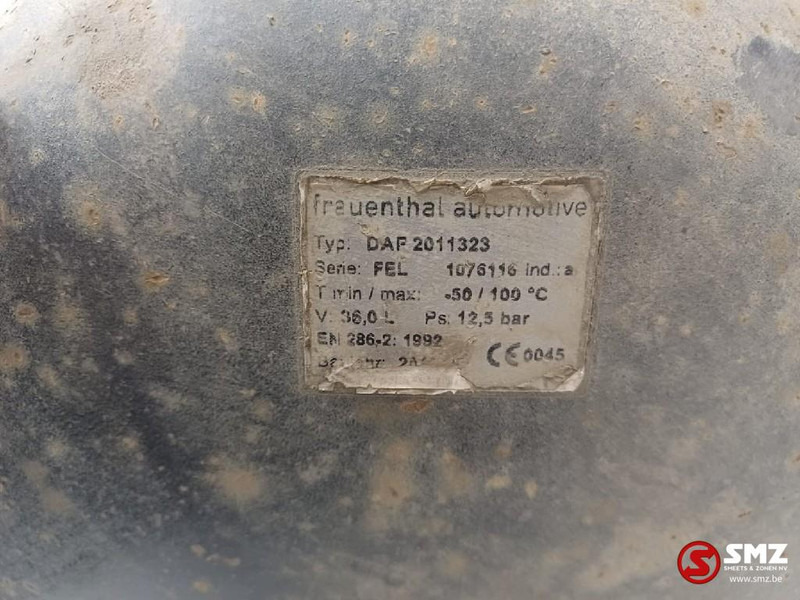 frauenthal automotive
Typ: DAF 2011323
Serie: FEL 1076116 ind.: a
T min / max: -50 / 100 °C
V: 36,0 L Ps: 12,5 bar
EN 286-2: 1992
CE 0045
SMZ
SMEETS & ZONEN NV
www.smz.be